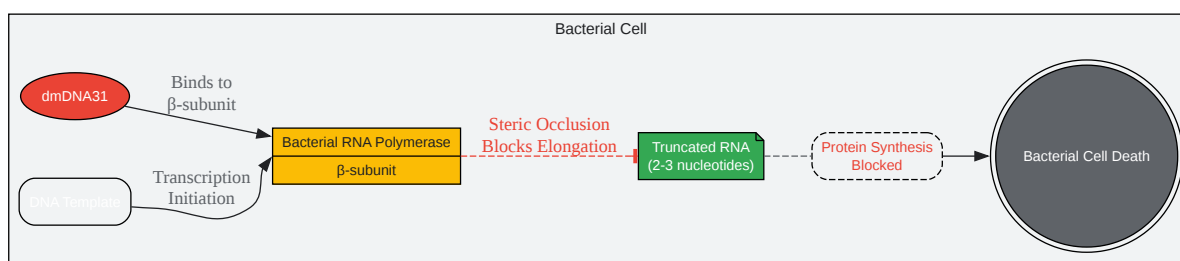 Bacterial Cell
dmDNA31
Binds to
β-subunit
DNA Template
Transcription
Initiation
Bacterial RNA Polymerase
β-subunit
Steric Occlusion
Blocks Elongation
Truncated RNA
(2-3 nucleotides)
Protein Synthesis
Blocked
Bacterial Cell Death